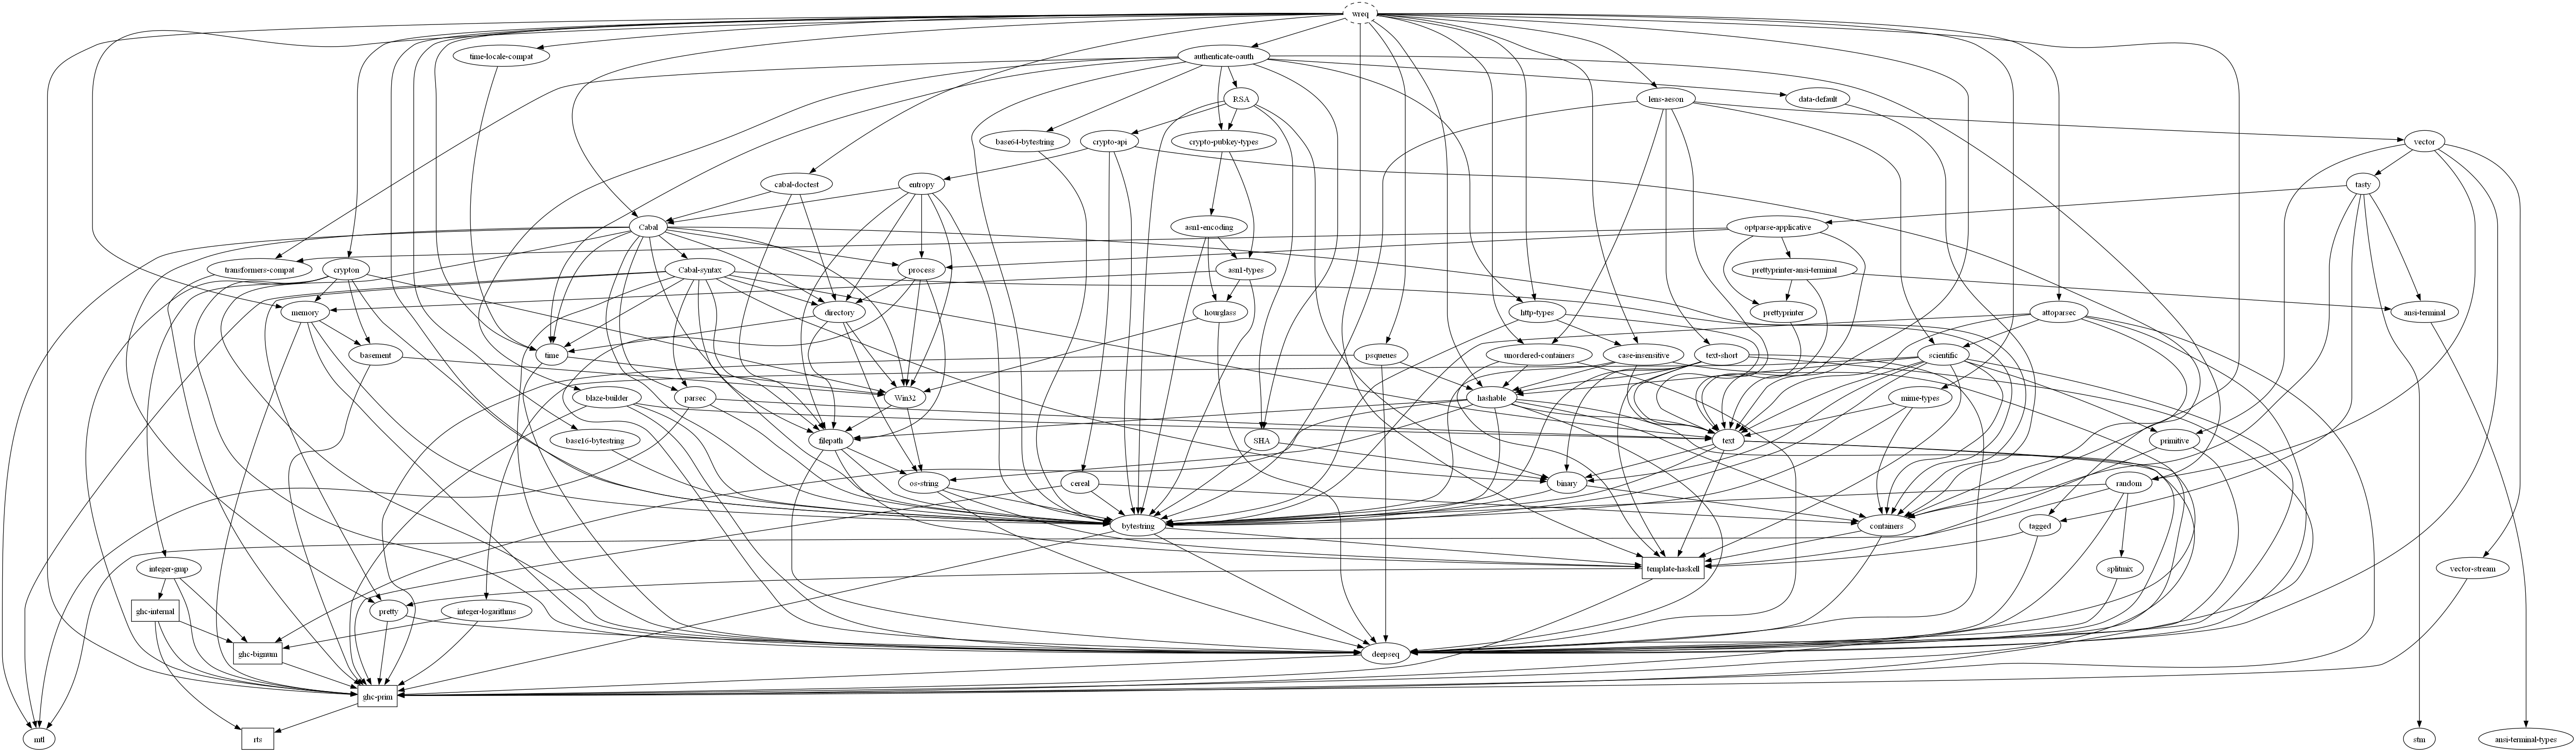 wreq
time-locale-compat
authenticate-oauth
RSA
lens-aeson
data-default
base64-bytestring
crypto-api
crypto-pubkey-types
vector
cabal-doctest
entropy
tasty
Cabal
asn1-encoding
optparse-applicative
transformers-compat
crypton
Cabal-syntax
process
asn1-types
prettyprinter-ansi-terminal
memory
directory
hourglass
http-types
prettyprinter
attoparsec
ansi-terminal
basement
time
psqueues
unordered-containers
case-insensitive
text-short
scientific
blaze-builder
parsec
Win32
hashable
mime-types
base16-bytestring
filepath
SHA
text
primitive
os-string
cereal
binary
random
bytestring
containers
tagged
integer-gmp
template-haskell
splitmix
vector-stream
ghc-internal
pretty
integer-logarithms
ghc-bignum
deepseq
ghc-prim
mtl
rts
stm
ansi-terminal-types